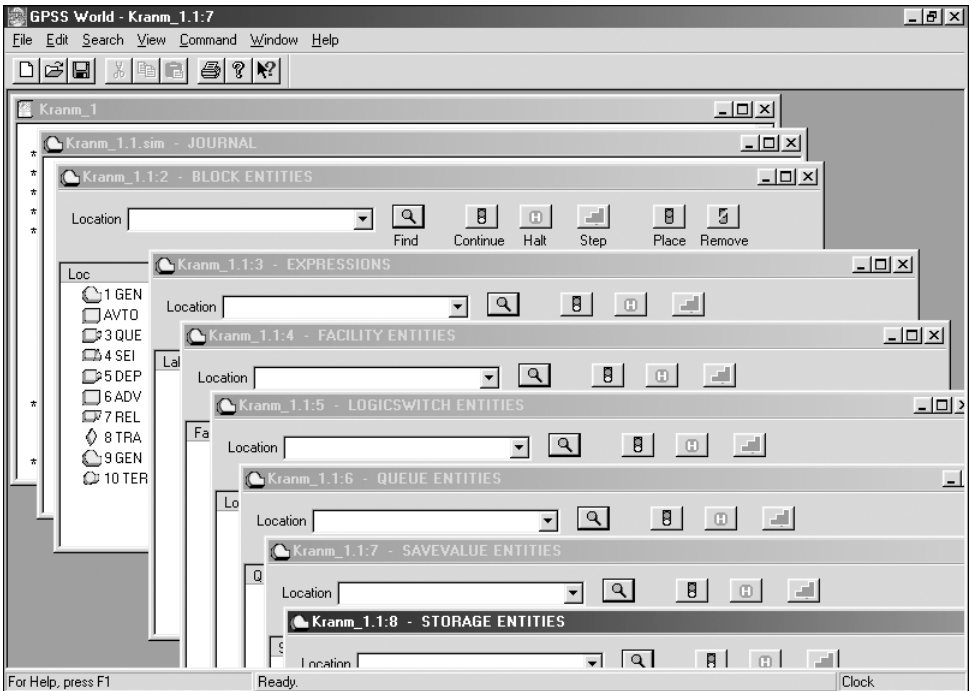 GPSS World - Kranm_1.1:7
File Edit Search View Command Window Help
Kranm_1
Kranm_1.1.sim - JOURNAL
*
*
*
*
*
*
*
Kranm_1.1:2 - BLOCK ENTITIES
Location
Find Continue Halt Step Place Remove
Loc
1 GEN
AVTO
3 QUE
4 SEI
5 DEP
6 ADV
7 REL
8 TRA
9 GEN
10 TER
Kranm_1.1:3 - EXPRESSIONS
Location
Lal
Kranm_1.1:4 - FACILITY ENTITIES
Location
Fa
Kranm_1.1:5 - LOGICSWITCH ENTITIES
Location
Lo
Kranm_1.1:6 - QUEUE ENTITIES
Location
Q
Kranm_1.1:7 - SAVEVALUE ENTITIES
Location
S
Kranm_1.1:8 - STORAGE ENTITIES
Location
For Help, press F1 Ready. Clock